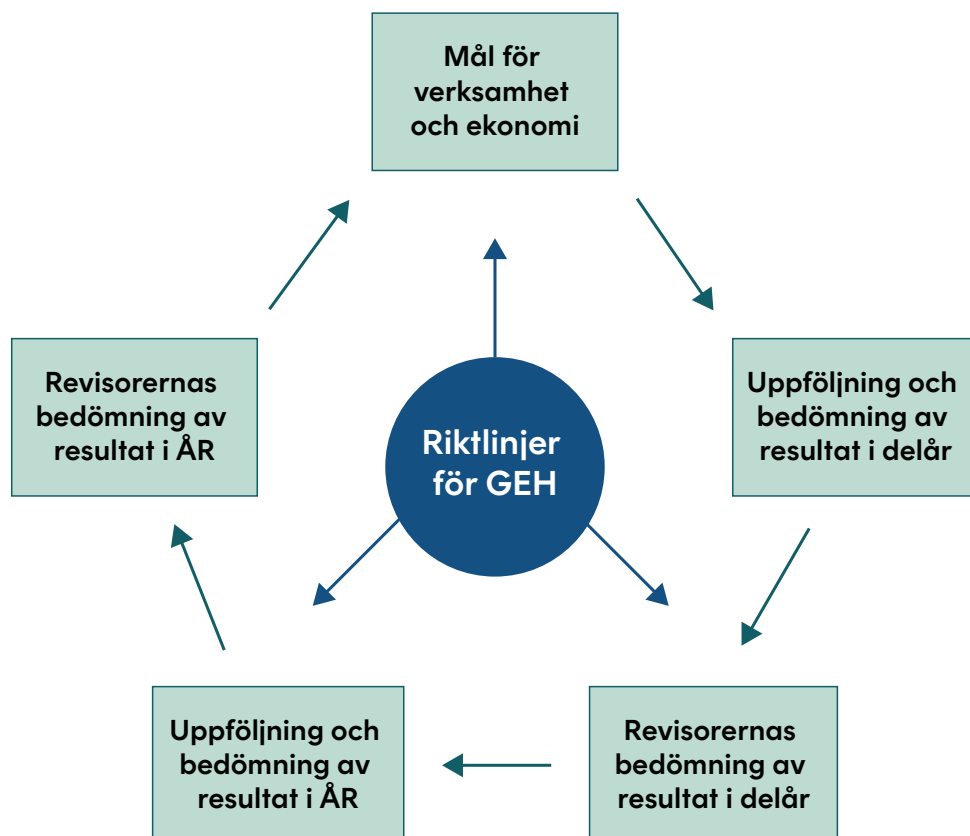 Mål för
verksamhet
och ekonomi
Uppföljning och
bedömning av
resultat i delår
Revisorernas
bedömning av
resultat i delår
Uppföljning och
bedömning av
resultat i ÅR
Revisorernas
bedömning av
resultat i ÅR
Riktlinjer
för GEH